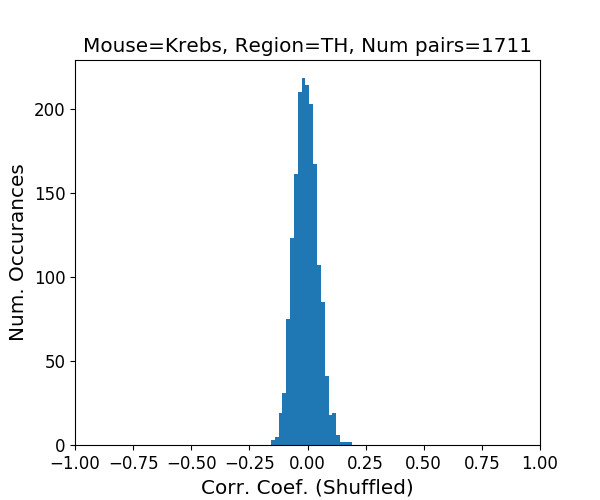 Mouse=Krebs, Region=TH, Num pairs=1711
Num. Occurances
200
150
100
50
0
−1.00 −0.75 −0.50 −0.25 0.00 0.25 0.50 0.75 1.00
Corr. Coef. (Shuffled)